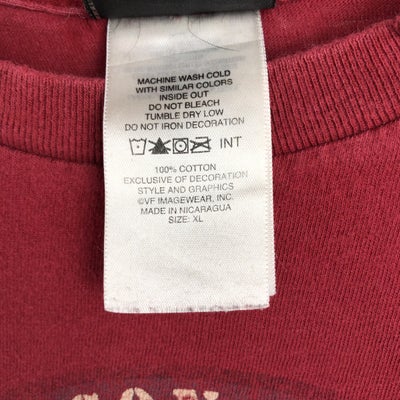 MACHINE WASH COLD
WITH SIMILAR COLORS
INSIDE OUT
DO NOT BLEACH
TUMBLE DRY LOW
DO NOT IRON DECORATION
INT
100% COTTON
EXCLUSIVE OF DECORATION
STYLE AND GRAPHICS
©VF IMAGEWEAR, INC.
MADE IN NICARAGUA
SIZE: XL